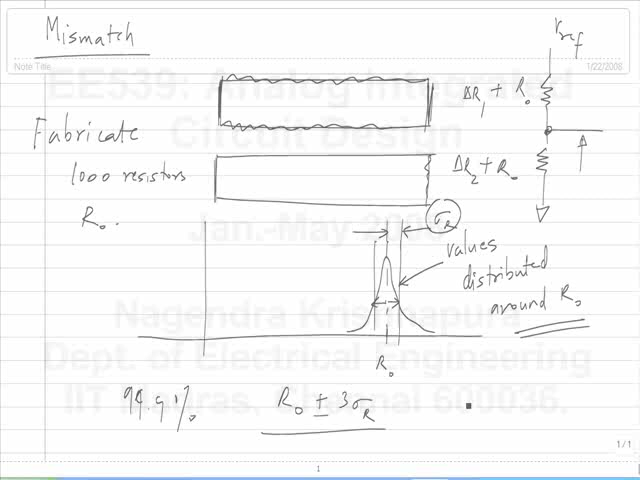 Mismatch
Note Title
1/22/2008
EE539: Analog Integrated
Circuit Design
Vref
ΔR1 + R0
Fabricate
1000 resistors
R0.
ΔR2 + R0
σR
Jan.-May 200
values
distributed
around R0
Nagendra Krishnapura
Dept. of Electrical Engineering
R0
IIT Madras, Chennai 600036.
99.9 %
R0 ± 3σR
1/1
1